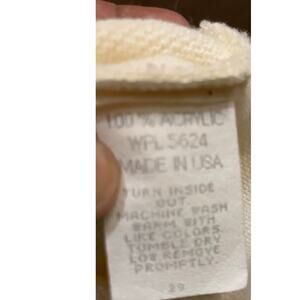 100% ACRYLIC
WPL 5624
MADE IN USA
TURN INSIDE
OUT.
MACHINE WASH
WARM WITH
LIKE COLORS.
TUMBLE DRY
LOW REMOVE
PROMPTLY.
29